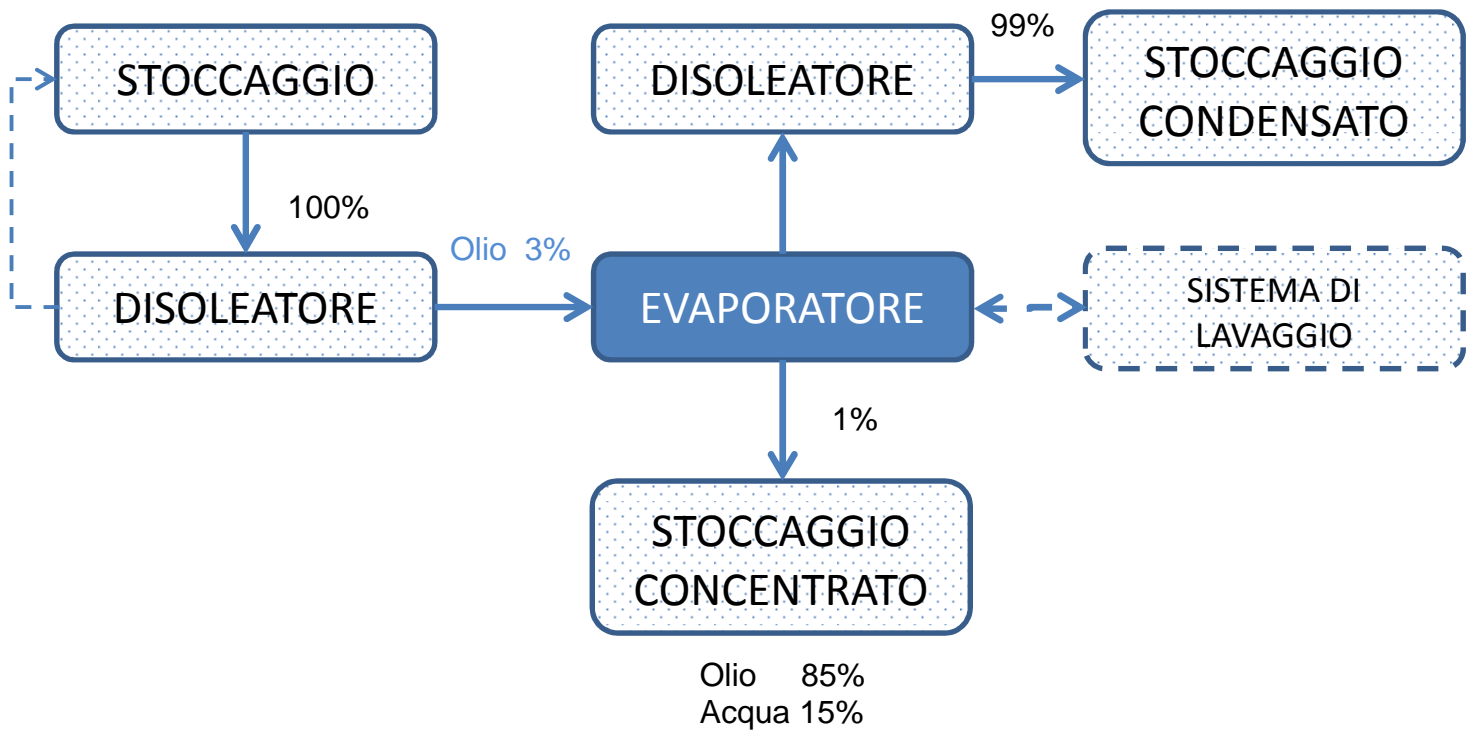 STOCCAGGIO
DISOLEATORE
99%
STOCCAGGIO
CONDENSATO
100%
DISOLEATORE
Olio 3%
EVAPORATORE
SISTEMA DI
LAVAGGIO
1%
STOCCAGGIO
CONCENTRATO
Olio 85%
Acqua 15%